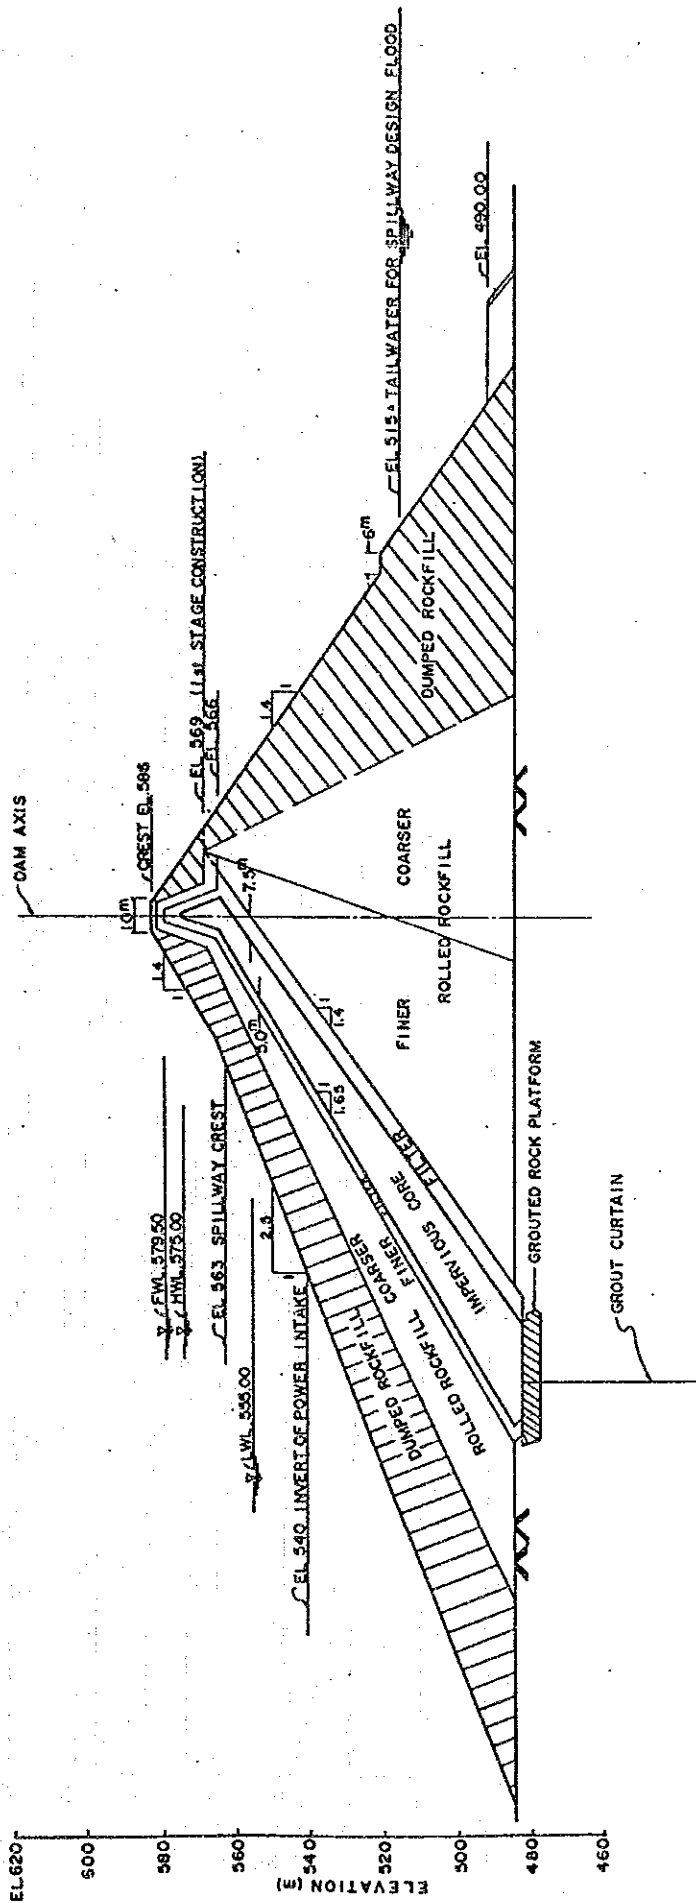 EL.620
600
580
560
540
520
500
480
460
ELEVATION (m)
DAM AXIS
10m
CREST EL. 586
FWL 579.50
HWL 575.00
EL 563 SPILLWAY CREST
LWL 555.00
EL 540 INVERT OF POWER INTAKE
1.4
1
2.5
1
5.0m
7.5m
1
1.65
1
1.4
EL 569 (1st STAGE CONSTRUCTION)
EL 566
1.4
1
6m
EL 515± TAILWATER FOR SPILLWAY DESIGN FLOOD
EL 490.00
DUMPED ROCKFILL
COARSER
FINER
ROLLED ROCKFILL
FILTER
IMPERVIOUS CORE
FILTER
FINER
COARSER
ROLLED ROCKFILL
DUMPED ROCKFILL
GROUTED ROCK PLATFORM
GROUT CURTAIN